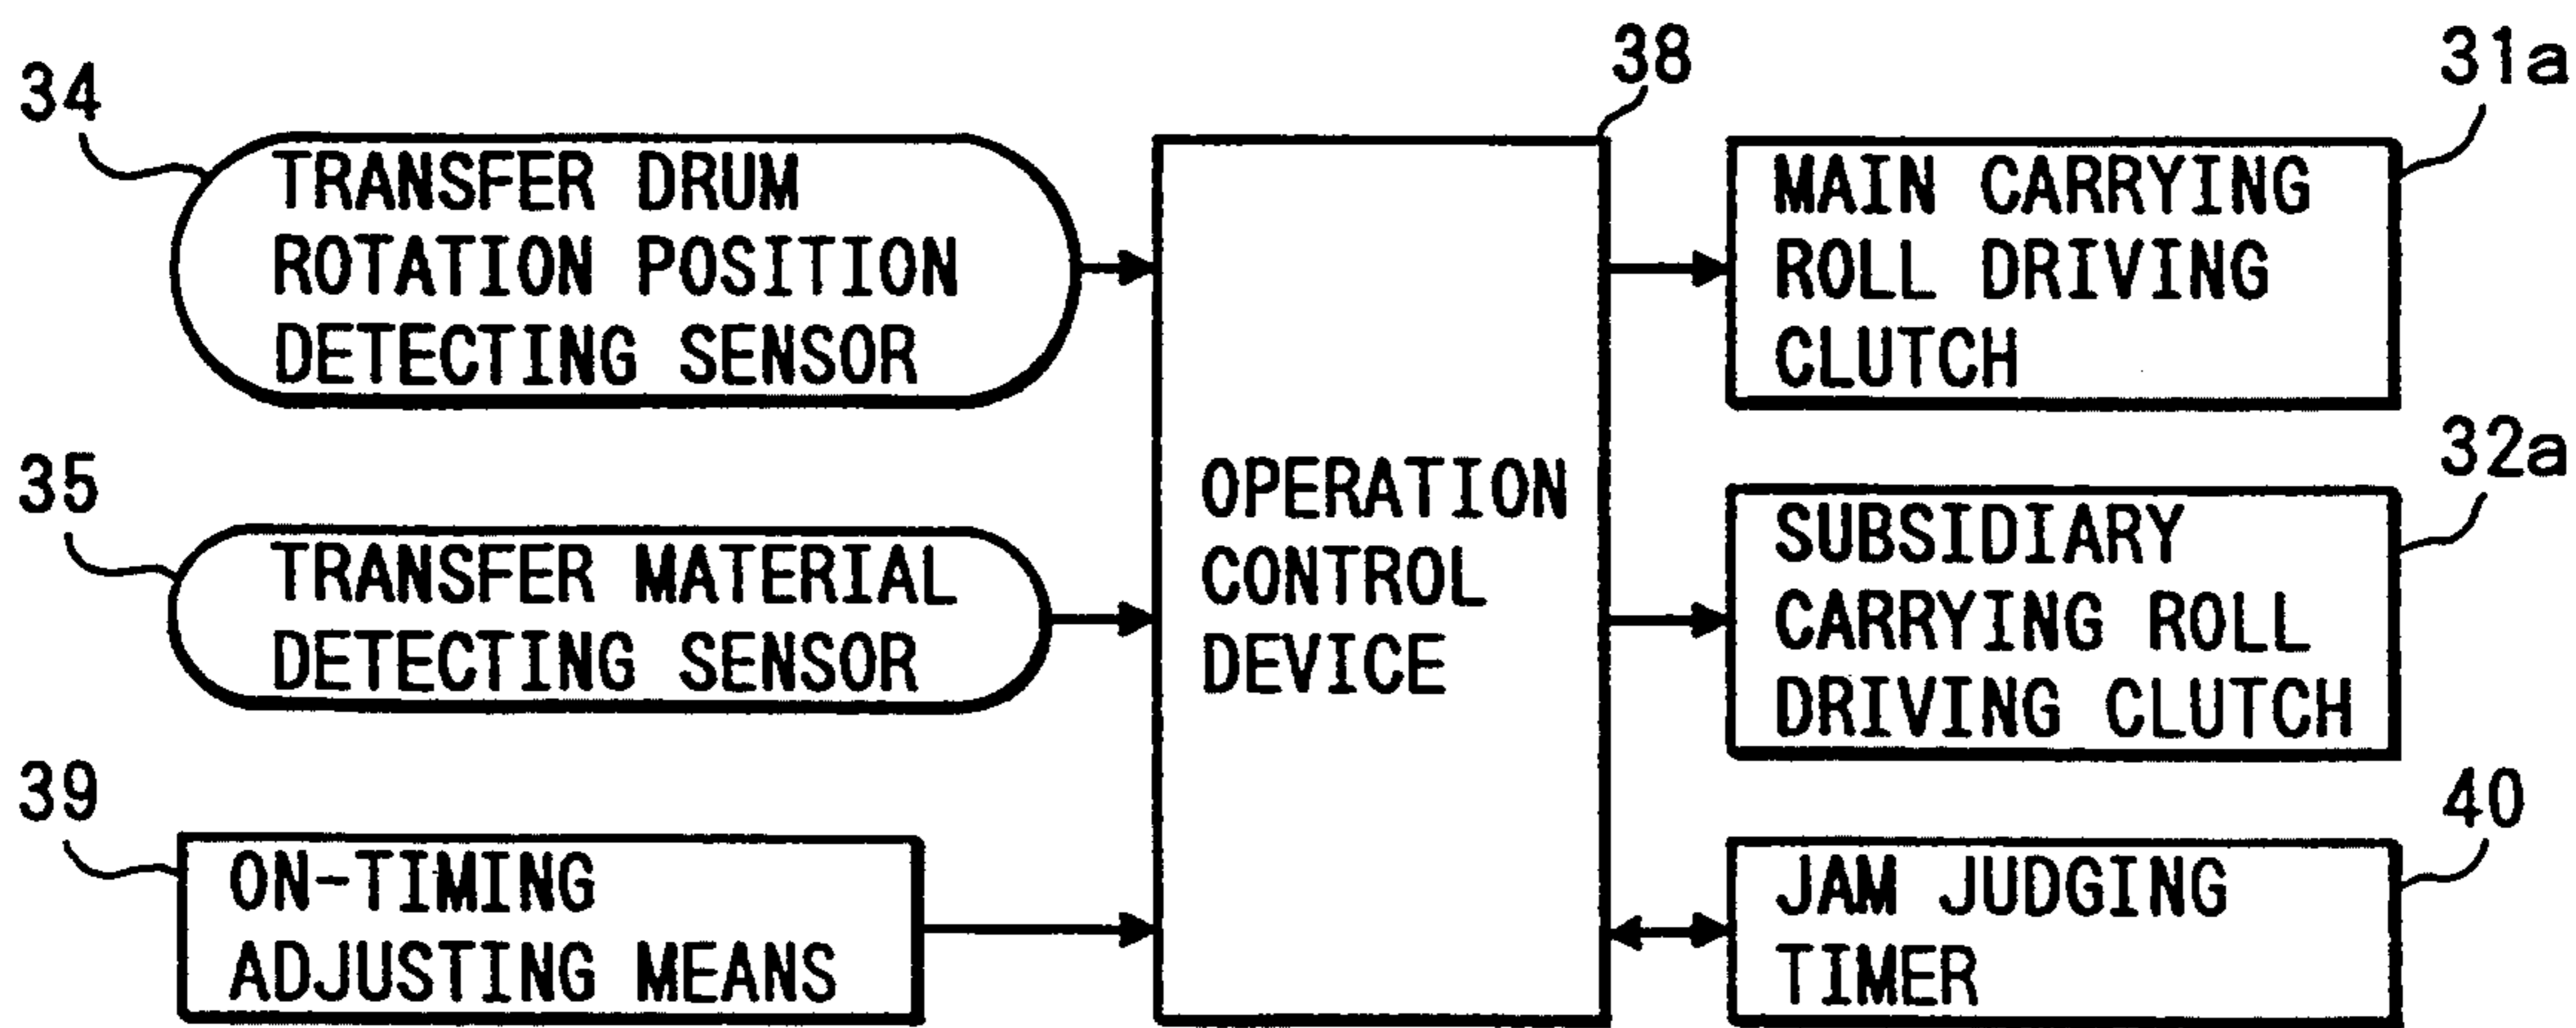 34
TRANSFER DRUM
ROTATION POSITION
DETECTING SENSOR
35
TRANSFER MATERIAL
DETECTING SENSOR
39
ON-TIMING
ADJUSTING MEANS
38
OPERATION
CONTROL
DEVICE
31a
MAIN CARRYING
ROLL DRIVING
CLUTCH
32a
SUBSIDIARY
CARRYING ROLL
DRIVING CLUTCH
40
JAM JUDGING
TIMER